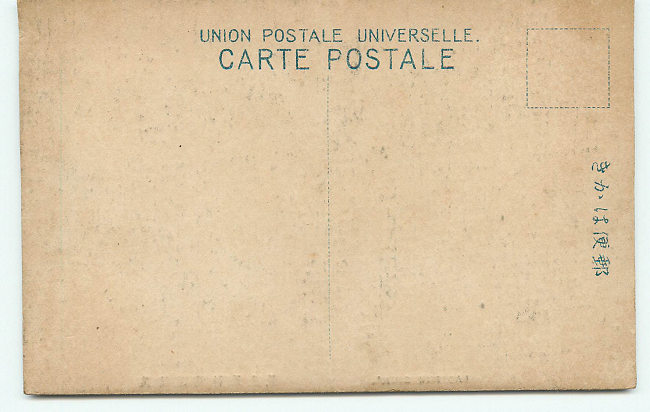 UNION POSTALE UNIVERSELLE.
CARTE POSTALE
郵便はかき